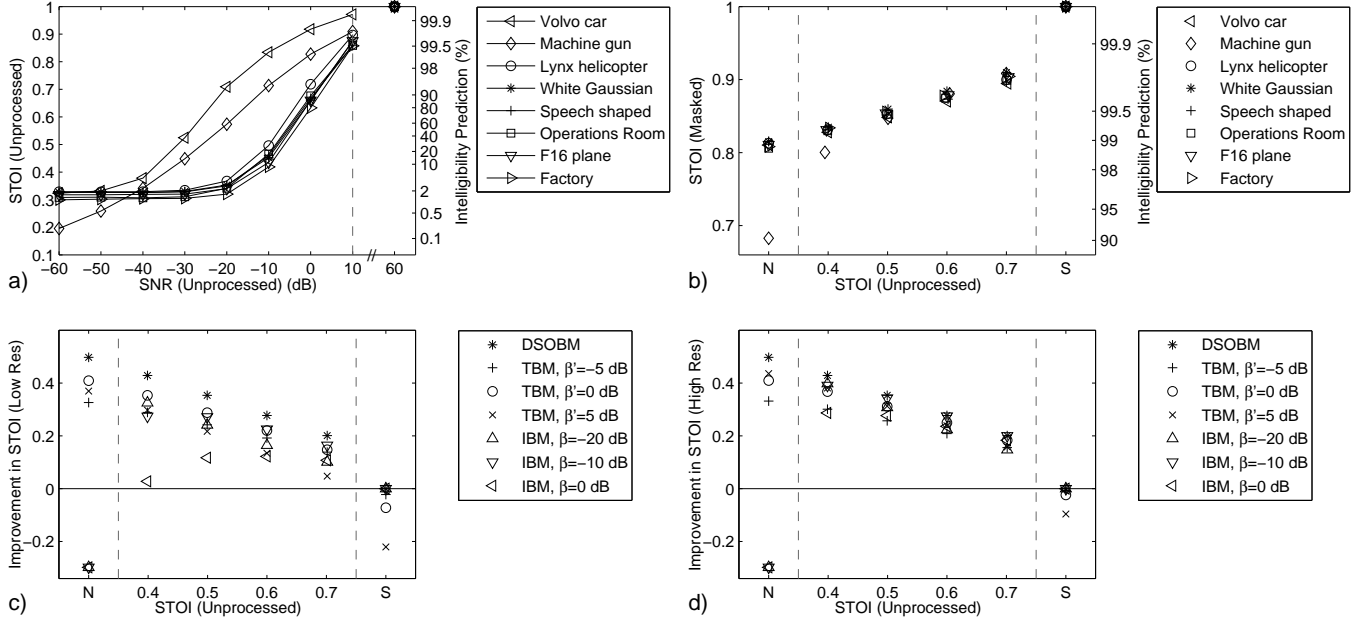 1
0.9
0.8
0.7
0.6
0.5
0.4
0.3
0.2
0.1
STOI (Unprocessed)
−60 −50 −40 −30 −20 −10 0 10 // 60
SNR (Unprocessed) (dB)
99.9
99.5
98
90
80
60
40
20
10
2
0.5
0.1
Intelligibility Prediction (%)
Volvo car
Machine gun
Lynx helicopter
White Gaussian
Speech shaped
Operations Room
F16 plane
Factory
a)
1
0.9
0.8
0.7
STOI (Masked)
N 0.4 0.5 0.6 0.7 S
STOI (Unprocessed)
99.9
99.5
99
98
95
90
Intelligibility Prediction (%)
Volvo car
Machine gun
Lynx helicopter
White Gaussian
Speech shaped
Operations Room
F16 plane
Factory
b)
0.4
0.2
0
−0.2
Improvement in STOI (Low Res)
N 0.4 0.5 0.6 0.7 S
STOI (Unprocessed)
DSOBM
TBM, β'=−5 dB
TBM, β'=0 dB
TBM, β'=5 dB
IBM, β=−20 dB
IBM, β=−10 dB
IBM, β=0 dB
c)
0.4
0.2
0
−0.2
Improvement in STOI (High Res)
N 0.4 0.5 0.6 0.7 S
STOI (Unprocessed)
DSOBM
TBM, β'=−5 dB
TBM, β'=0 dB
TBM, β'=5 dB
IBM, β=−20 dB
IBM, β=−10 dB
IBM, β=0 dB
d)